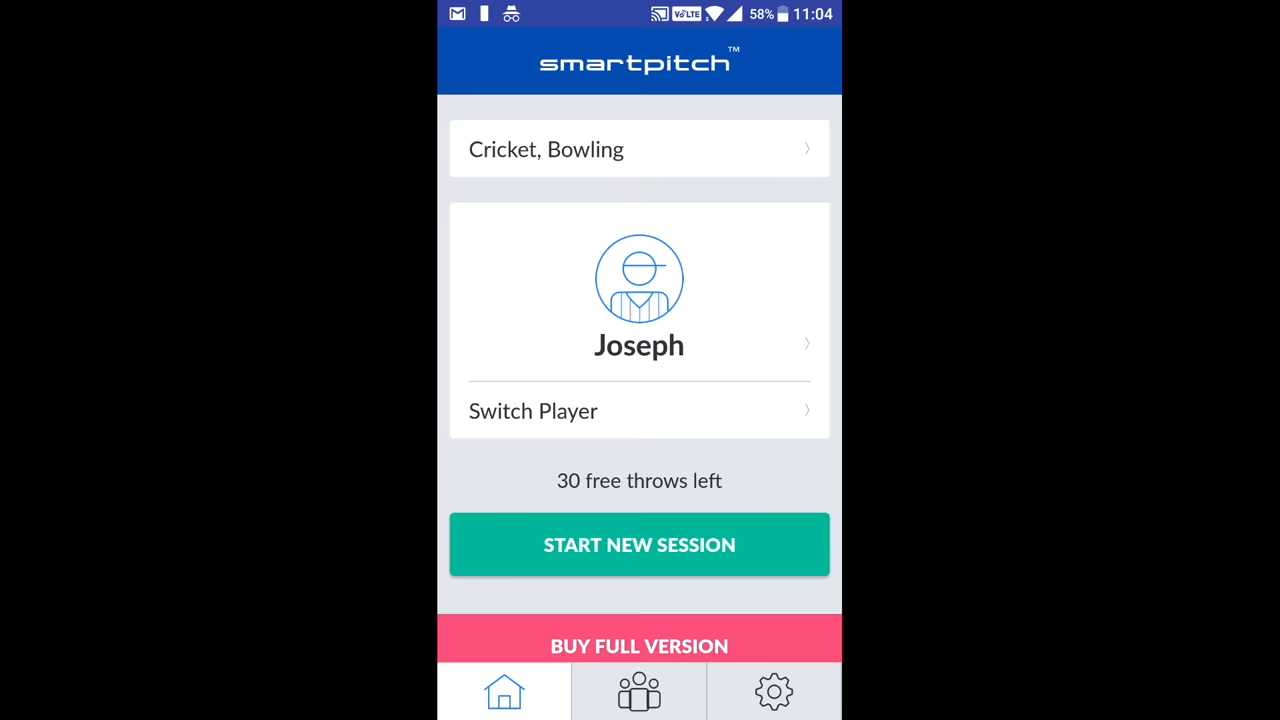 VoLTE 58% 11:04
smartpitch™
Cricket, Bowling
Joseph
Switch Player
30 free throws left
START NEW SESSION
BUY FULL VERSION